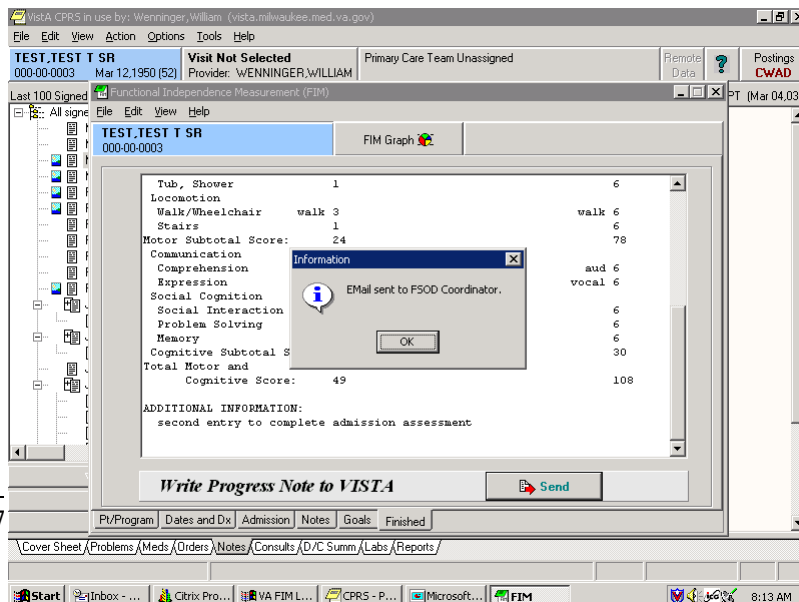 VistA CPRS in use by: Wenninger,William (vista.milwaukee.med.va.gov)
File Edit View Action Options Tools Help
TEST,TEST T SR
000-00-0003 Mar 12,1950 (52)
Visit Not Selected
Provider: WENNINGER,WILLIAM
Primary Care Team Unassigned
Remote
Data
?
Postings
CWAD
Last 100 Signed
PT (Mar 04,03
All signe
Functional Independence Measurement (FIM)
File Edit View Help
TEST,TEST T SR
000-00-0003
FIM Graph
Tub, Shower 1 6
Locomotion
Walk/Wheelchair walk 3 walk 6
Stairs 1 6
Motor Subtotal Score: 24 78
Communication
Comprehension aud 6
Expression vocal 6
Social Cognition
Social Interaction 6
Problem Solving 6
Memory 6
Cognitive Subtotal S 30
Total Motor and
Cognitive Score: 49 108
ADDITIONAL INFORMATION:
second entry to complete admission assessment
Information
EMail sent to FSOD Coordinator.
OK
Write Progress Note to VISTA
Send
Pt/Program Dates and Dx Admission Notes Goals Finished
7
Cover Sheet Problems Meds Orders Notes Consults D/C Summ Labs Reports
Start Inbox - ... Citrix Pro... VA FIM L... CPRS - P... Microsoft... FIM 8:13 AM